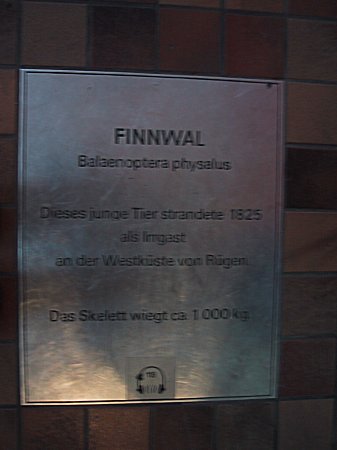 FINNWAL
Balaenoptera physalus
Dieses junge Tier strandete 1825
als Irrgast
an der Westküste von Rügen.
Das Skelett wiegt ca. 1 000 kg.